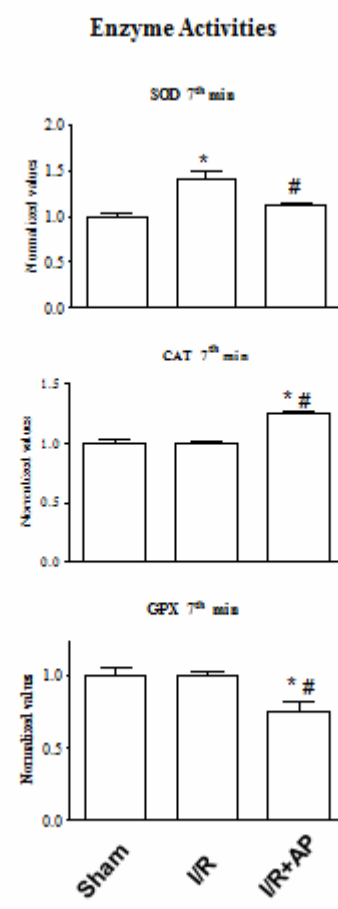 Enzyme Activities
SOD 7th min
2.0
1.5
1.0
0.5
0.0
Normalized values
*
#
CAT 7th min
1.5
1.0
0.5
0.0
Normalized values
* #
GPX 7th min
1.0
0.5
0.0
Normalized values
* #
Sham
I/R
I/R+AP